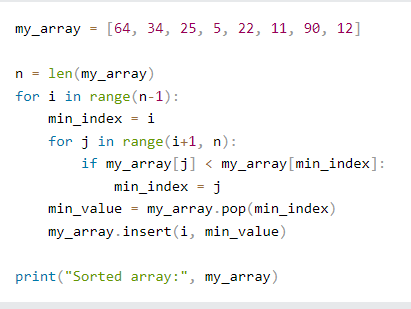 my_array = [64, 34, 25, 5, 22, 11, 90, 12]

n = len(my_array)
for i in range(n-1):
    min_index = i
    for j in range(i+1, n):
        if my_array[j] < my_array[min_index]:
            min_index = j
    min_value = my_array.pop(min_index)
    my_array.insert(i, min_value)

print("Sorted array:", my_array)